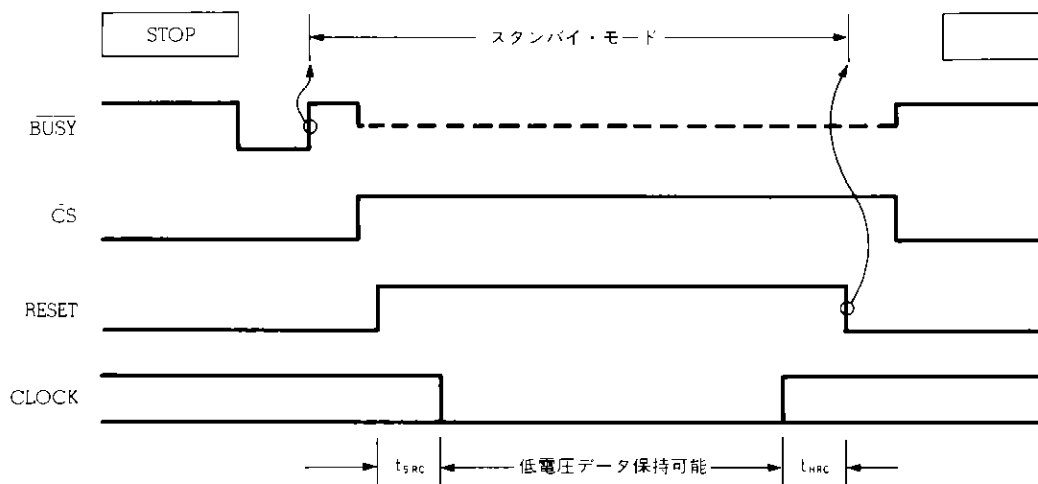 STOP
スタンバイ・モード
BUSY
CS
RESET
CLOCK
tSRC
低電圧データ保持可能
tHRC